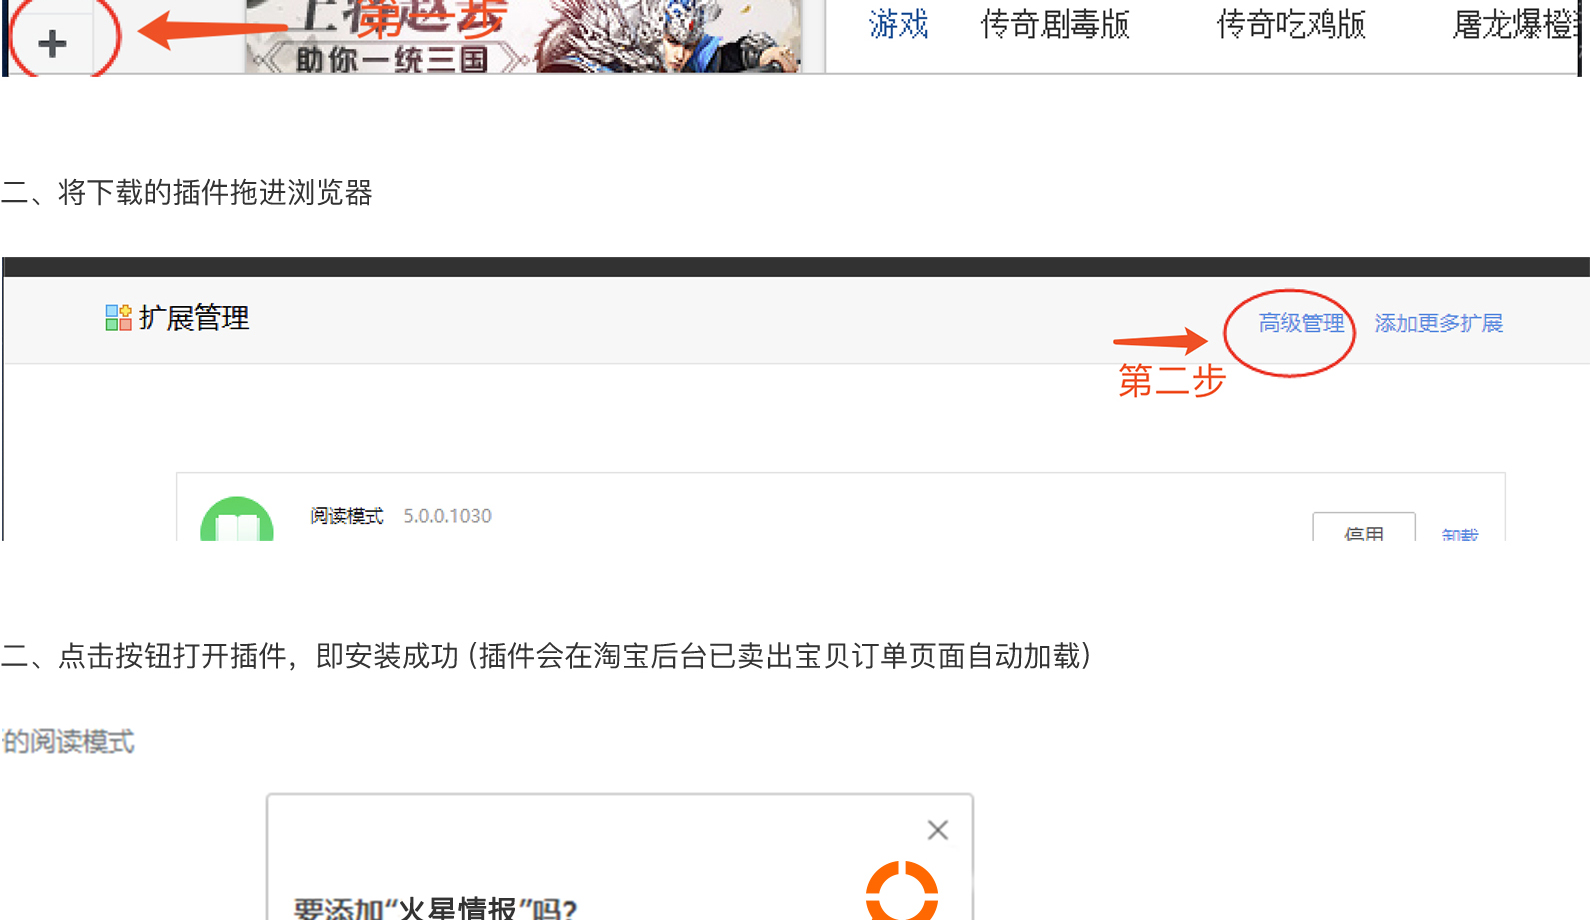 第一步
助你一统三国
游戏 传奇剧毒版 传奇吃鸡版 屠龙爆橙
二、将下载的插件拖进浏览器
扩展管理
高级管理 添加更多扩展
第二步
阅读模式 5.0.0.1030
停用 卸载
二、点击按钮打开插件，即安装成功（插件会在淘宝后台已卖出宝贝订单页面自动加载）
的阅读模式
要添加“火星情报”吗?